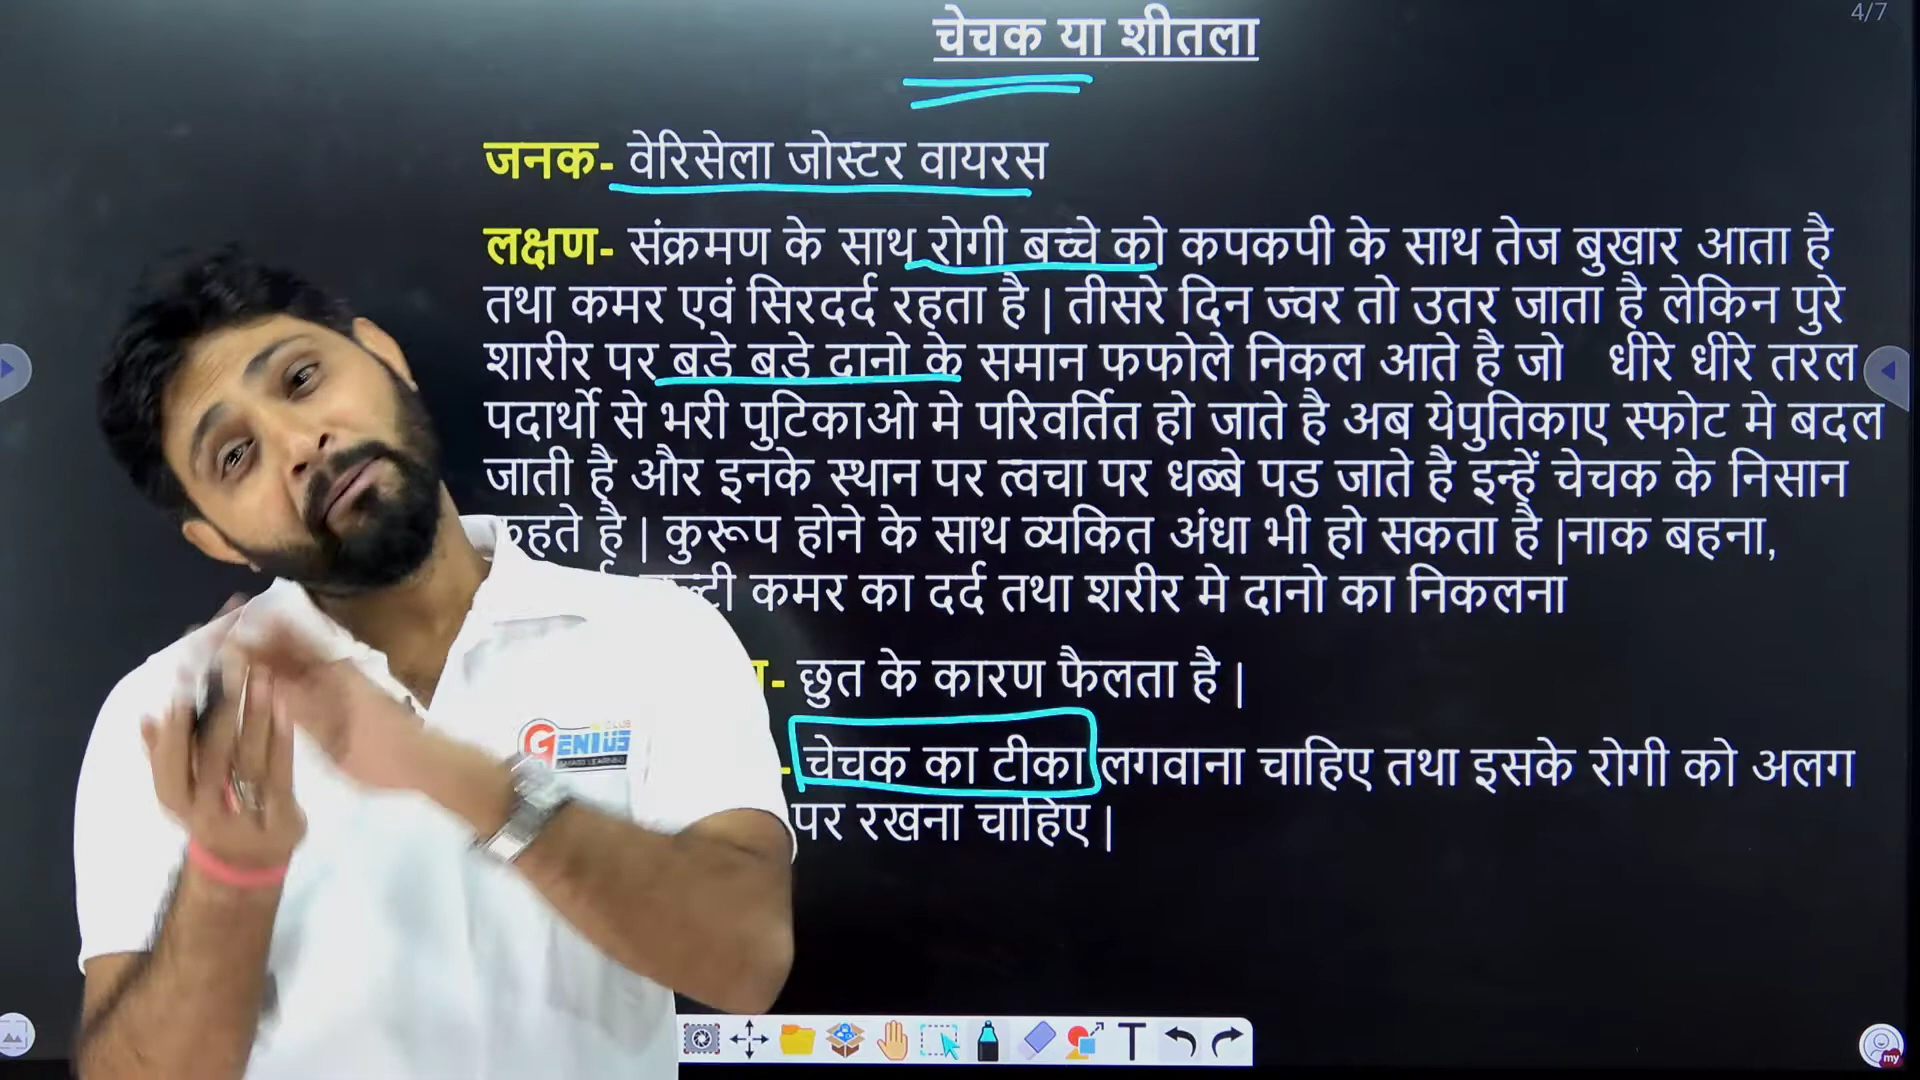 4/7
चेचक या शीतला
जनक- वेरिसेला जोस्टर वायरस
लक्षण- संक्रमण के साथ रोगी बच्चे को कपकपी के साथ तेज बुखार आता है
तथा कमर एवं सिरदर्द रहता है | तीसरे दिन ज्वर तो उतर जाता है लेकिन पुरे
शारीर पर बडे बडे दानो के समान फफोले निकल आते है जो धीरे धीरे तरल
पदार्थो से भरी पुटिकाओ मे परिवर्तित हो जाते है अब येपुतिकाए स्फोट मे बदल
जाती है और इनके स्थान पर त्वचा पर धब्बे पड जाते है इन्हें चेचक के निसान
कहते है | कुरूप होने के साथ व्यकित अंधा भी हो सकता है |नाक बहना,
कमर का दर्द तथा शरीर मे दानो का निकलना
- छुत के कारण फैलता है |
- चेचक का टीका लगवाना चाहिए तथा इसके रोगी को अलग
पर रखना चाहिए |
GENIUS
T
my